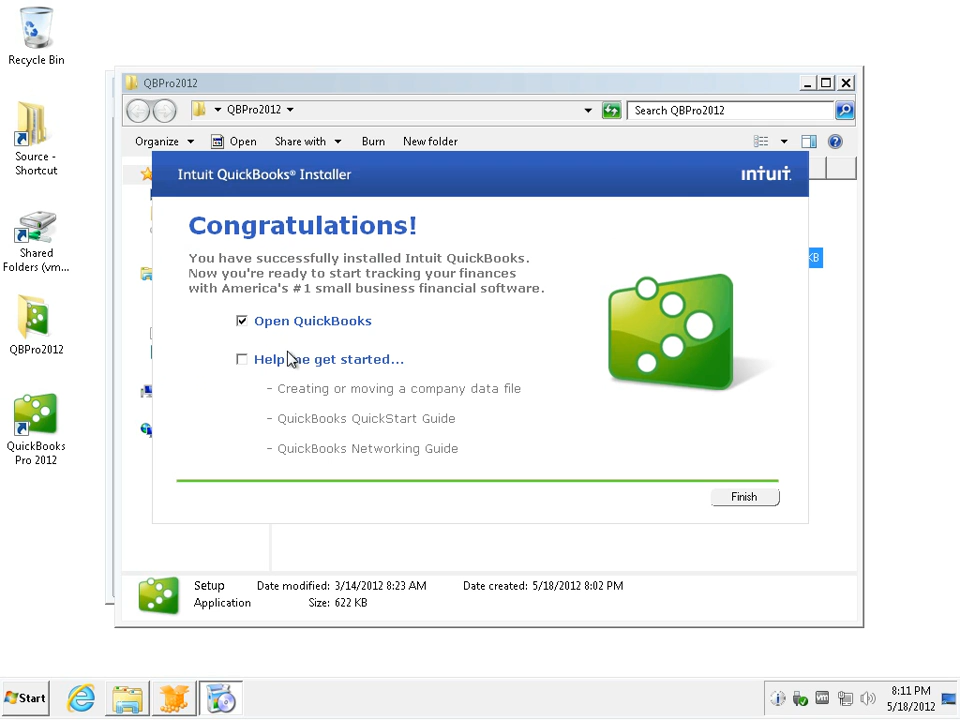 Recycle Bin
Source -
Shortcut
Shared
Folders (vm...
QBPro2012
QuickBooks
Pro 2012
QBPro2012
QBPro2012
Search QBPro2012
Organize
Open
Share with
Burn
New folder
Intuit QuickBooks® Installer
intuit.
Congratulations!
You have successfully installed Intuit QuickBooks.
Now you're ready to start tracking your finances
with America's #1 small business financial software.
Open QuickBooks
Help me get started...
- Creating or moving a company data file
- QuickBooks QuickStart Guide
- QuickBooks Networking Guide
Finish
KB
Setup
Date modified: 3/14/2012 8:23 AM
Date created: 5/18/2012 8:02 PM
Application
Size: 622 KB
Start
8:11 PM
5/18/2012